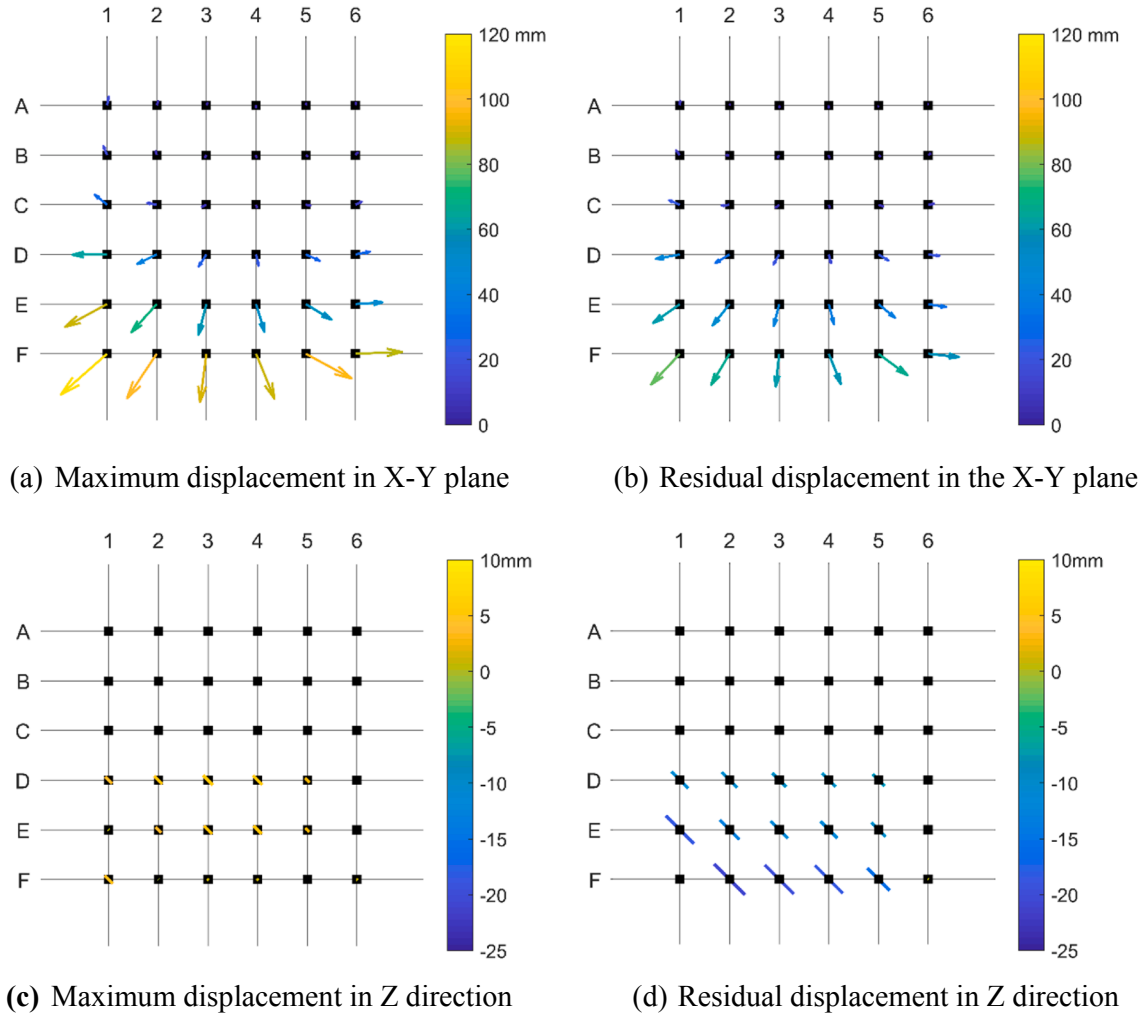 1 2 3 4 5 6
120 mm
100
80
60
40
20
0
A
B
C
D
E
F
(a) Maximum displacement in X-Y plane
1 2 3 4 5 6
120 mm
100
80
60
40
20
0
A
B
C
D
E
F
(b) Residual displacement in the X-Y plane
1 2 3 4 5 6
10mm
5
0
-5
-10
-15
-20
-25
A
B
C
D
E
F
(c) Maximum displacement in Z direction
1 2 3 4 5 6
10mm
5
0
-5
-10
-15
-20
-25
A
B
C
D
E
F
(d) Residual displacement in Z direction